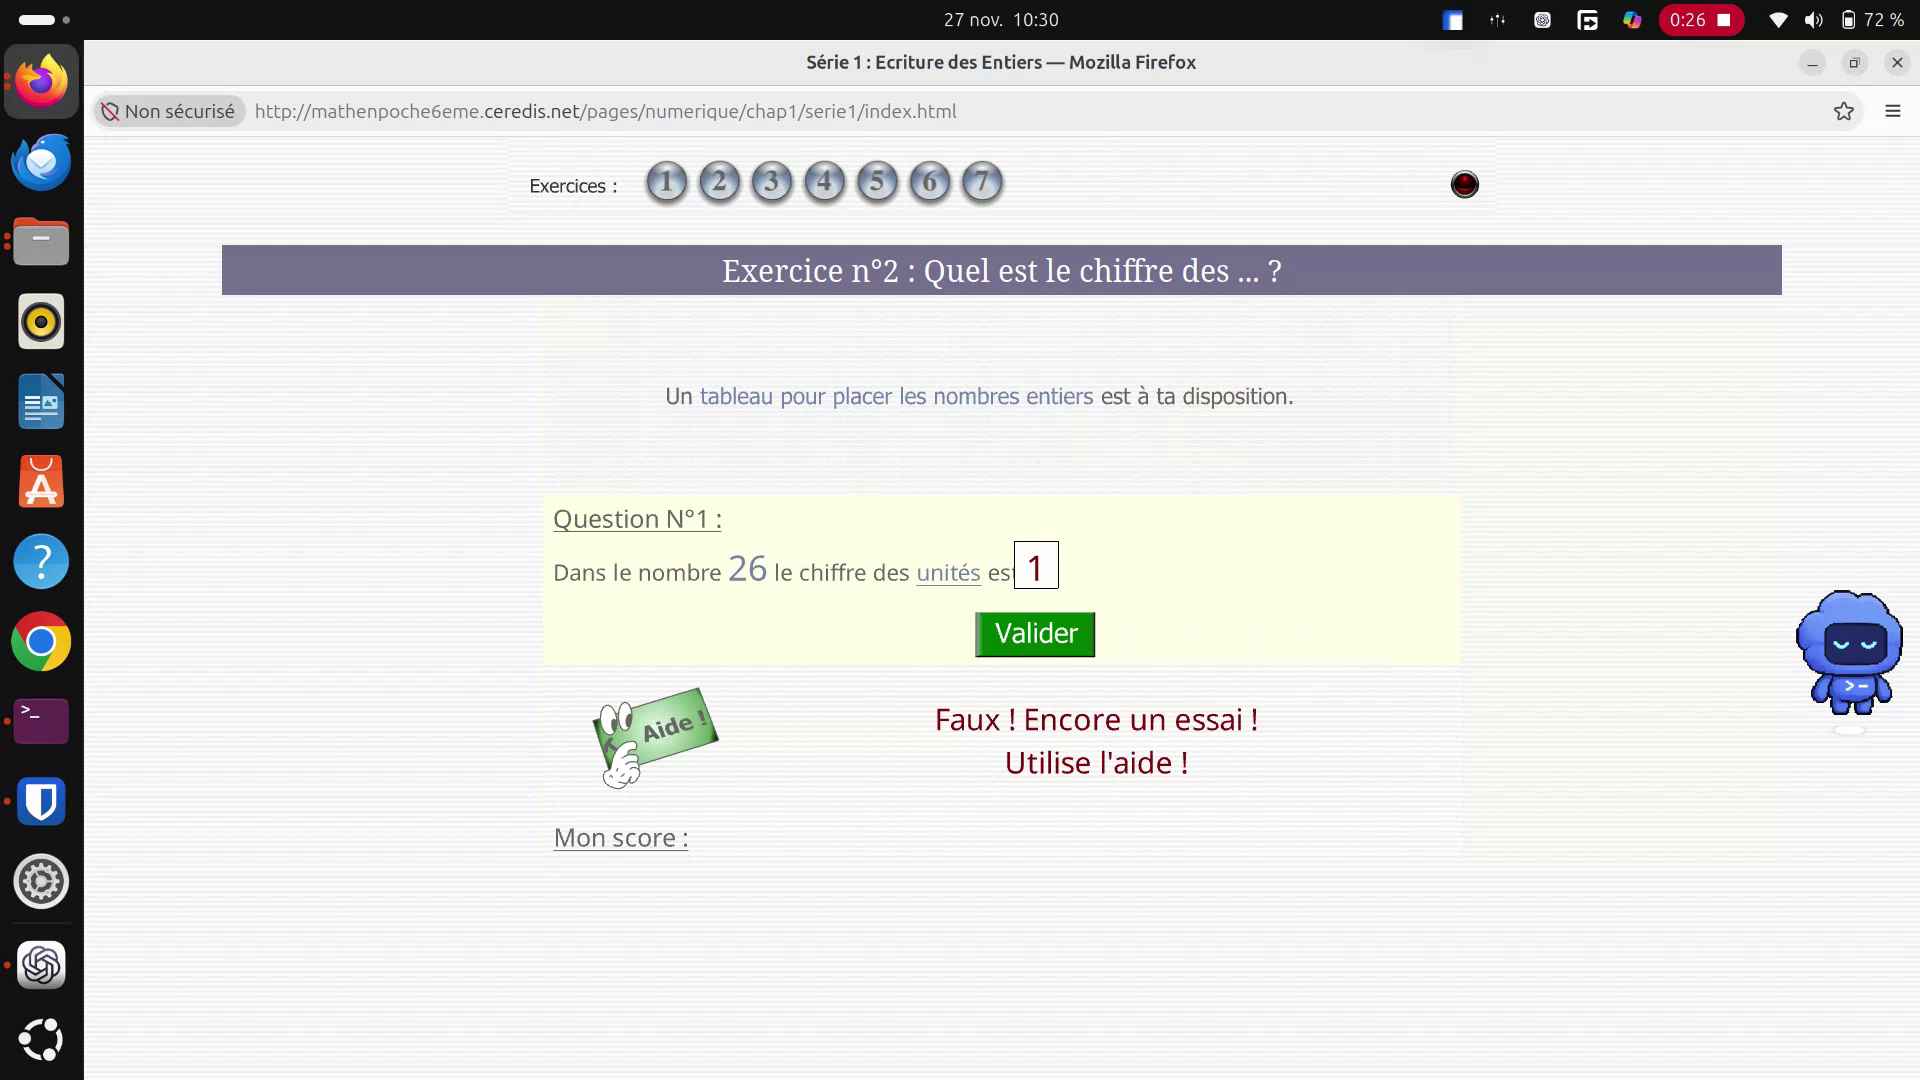 27 nov. 10:30
0:26
72 %
Série 1 : Ecriture des Entiers — Mozilla Firefox
Non sécurisé
http://mathenpoche6eme.ceredis.net/pages/numerique/chap1/serie1/index.html
Exercices :
1 2 3 4 5 6 7
Exercice n°2 : Quel est le chiffre des ... ?
Un tableau pour placer les nombres entiers est à ta disposition.
Question N°1 :
Dans le nombre 26 le chiffre des unités est 1
Valider
Aide !
Faux ! Encore un essai !
Utilise l'aide !
Mon score :